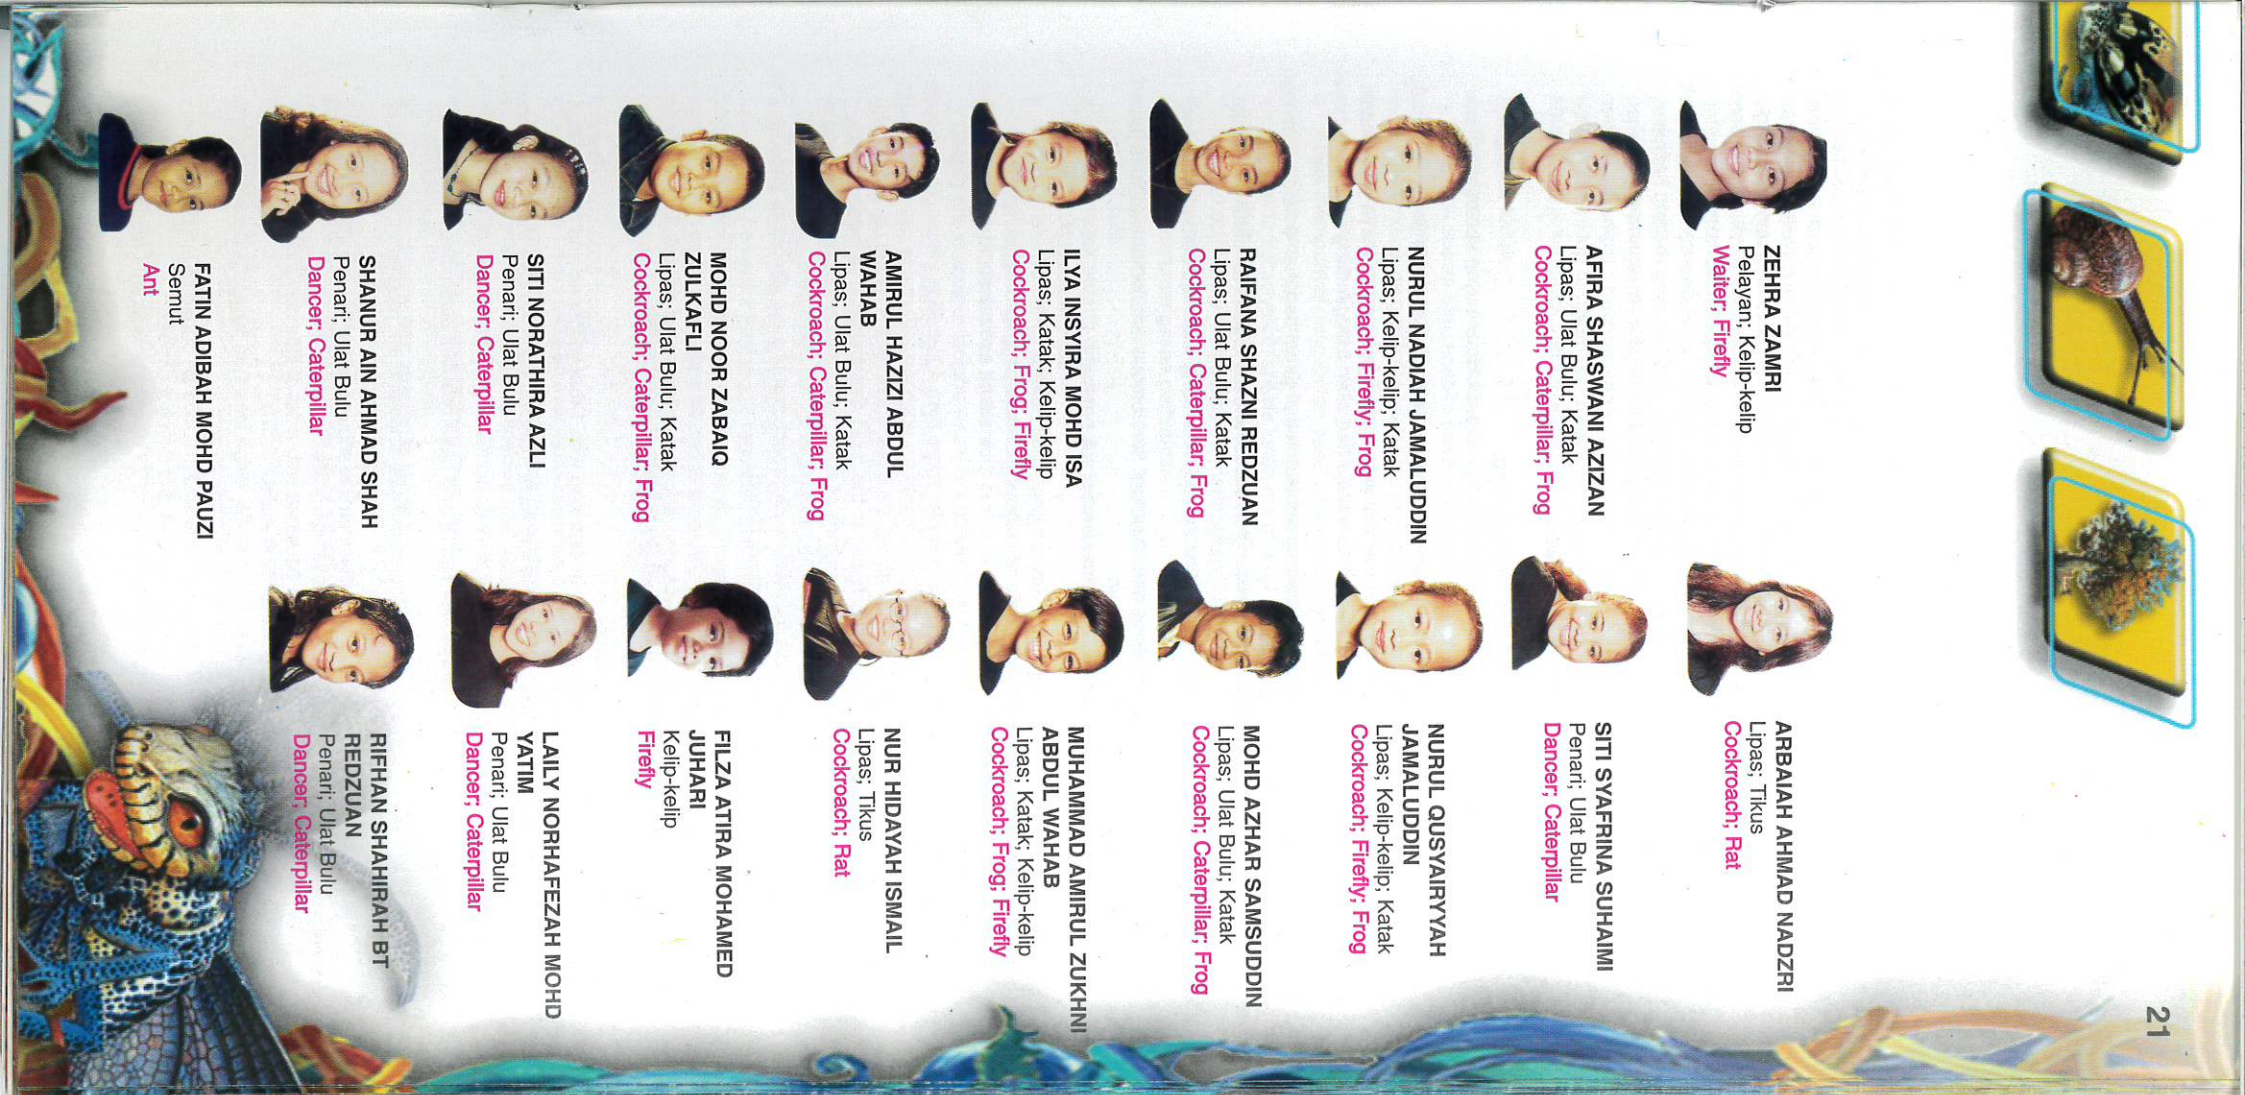 21
ZEHRA ZAMRI
Pelayan; Kelip-kelip
Waiter; Firefly
AFIRA SHASWANI AZIZAN
Lipas; Ulat Bulu; Katak
Cockroach; Caterpillar; Frog
NURUL NADIAH JAMALUDDIN
Lipas; Kelip-kelip; Katak
Cockroach; Firefly; Frog
RAIFANA SHAZNI REDZUAN
Lipas; Ulat Bulu; Katak
Cockroach; Caterpillar; Frog
ILYA INSYIRA MOHD ISA
Lipas; Katak; Kelip-kelip
Cockroach; Frog; Firefly
AMIRUL HAZIZI ABDUL
WAHAB
Lipas; Ulat Bulu; Katak
Cockroach; Caterpillar; Frog
MOHD NOOR ZABAIQ
ZULKAFLI
Lipas; Ulat Bulu; Katak
Cockroach; Caterpillar; Frog
SITI NORATHIRA AZLI
Penari; Ulat Bulu
Dancer; Caterpillar
SHANUR AIN AHMAD SHAH
Penari; Ulat Bulu
Dancer; Caterpillar
FATIN ADIBAH MOHD PAUZI
Semut
Ant
ARBAIAH AHMAD NADZRI
Lipas; Tikus
Cockroach; Rat
SITI SYAFRINA SUHAIMI
Penari; Ulat Bulu
Dancer; Caterpillar
NURUL QUSYAIRYYAH
JAMALUDDIN
Lipas; Kelip-kelip; Katak
Cockroach; Firefly; Frog
MOHD AZHAR SAMSUDDIN
Lipas; Ulat Bulu; Katak
Cockroach; Caterpillar; Frog
MUHAMMAD AMIRUL ZUKHNI
ABDUL WAHAB
Lipas; Katak; Kelip-kelip
Cockroach; Frog; Firefly
NUR HIDAYAH ISMAIL
Lipas; Tikus
Cockroach; Rat
FILZA ATIRA MOHAMED
JUHARI
Kelip-kelip
Firefly
LAILY NORHAFEZAH MOHD
YATIM
Penari; Ulat Bulu
Dancer; Caterpillar
RIFHAN SHAHIRAH BT
REDZUAN
Penari; Ulat Bulu
Dancer; Caterpillar